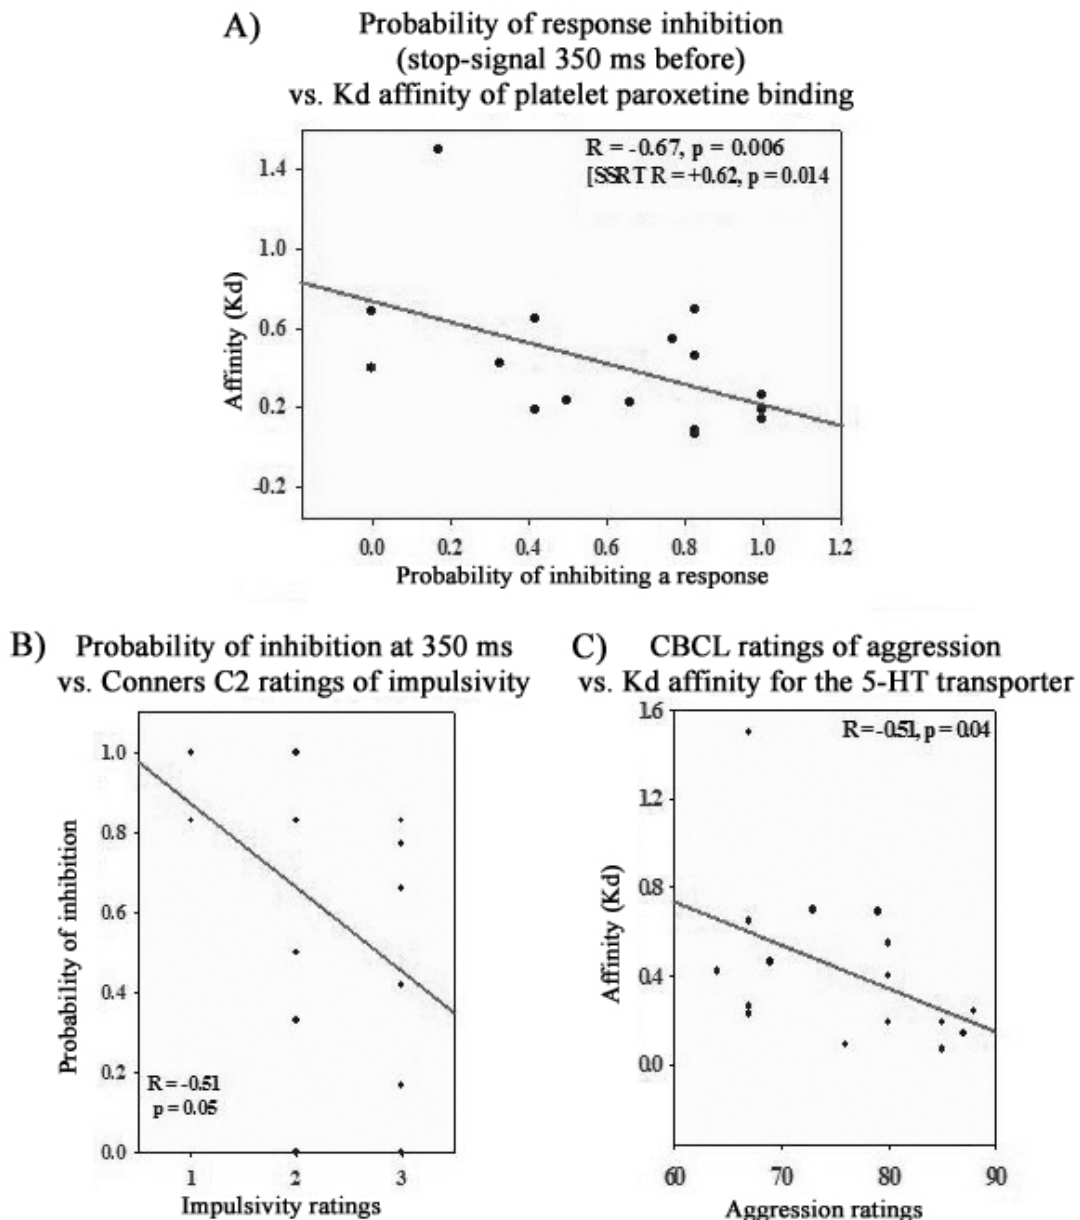 A) Probability of response inhibition
(stop-signal 350 ms before)
vs. Kd affinity of platelet paroxetine binding
R = -0.67, p = 0.006
[SSRT R = +0.62, p = 0.014
1.4
1.0
0.6
0.2
-0.2
Affinity (Kd)
0.0 0.2 0.4 0.6 0.8 1.0 1.2
Probability of inhibiting a response
B) Probability of inhibition at 350 ms
vs. Conners C2 ratings of impulsivity
1.0
0.8
0.6
0.4
0.2
0.0
Probability of inhibition
R = -0.51
p = 0.05
1 2 3
Impulsivity ratings
C) CBCL ratings of aggression
vs. Kd affinity for the 5-HT transporter
R = -0.51, p = 0.04
1.6
1.2
0.8
0.4
0.0
Affinity (Kd)
60 70 80 90
Aggression ratings